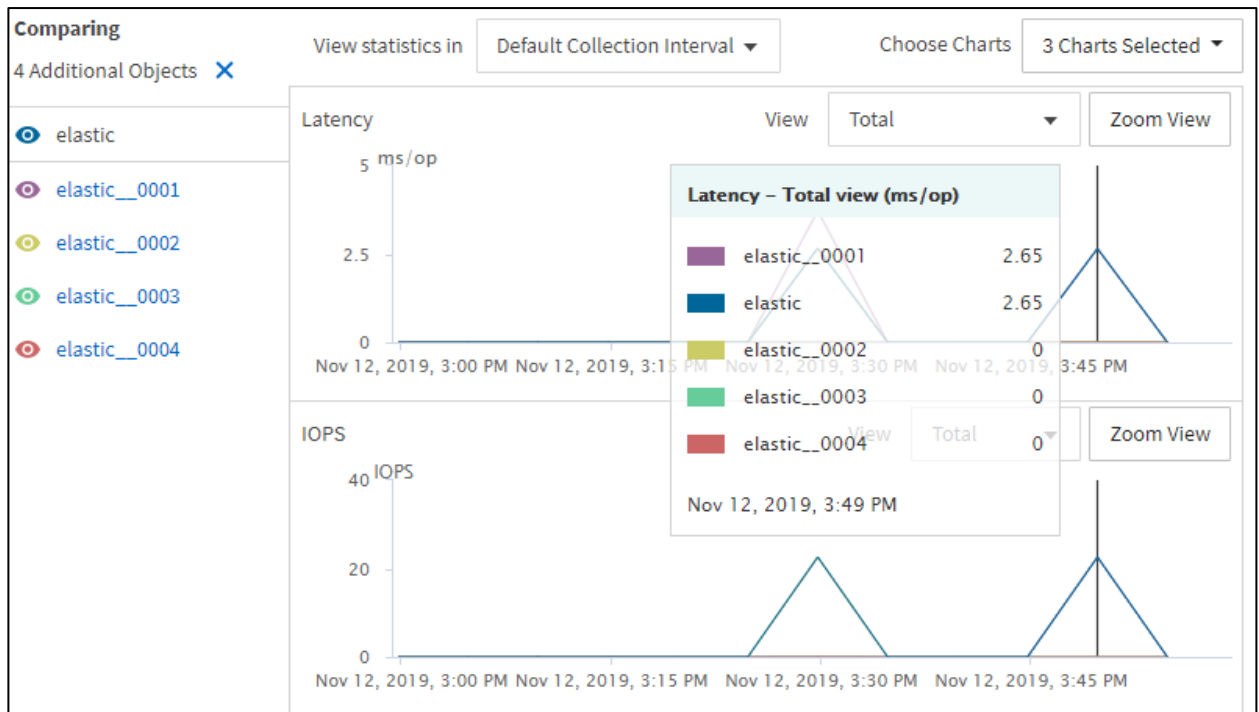 Comparing
4 Additional Objects
elastic
elastic__0001
elastic__0002
elastic__0003
elastic__0004
View statistics in Default Collection Interval
Choose Charts 3 Charts Selected
Latency View Total Zoom View
ms/op
5
2.5
0
Nov 12, 2019, 3:00 PM Nov 12, 2019, 3:15 PM Nov 12, 2019, 3:30 PM Nov 12, 2019, 3:45 PM
Latency – Total view (ms/op)
elastic__0001 2.65
elastic 2.65
elastic__0002 0
elastic__0003 0
elastic__0004 0
Nov 12, 2019, 3:49 PM
IOPS View Total Zoom View
IOPS
40
20
0
Nov 12, 2019, 3:00 PM Nov 12, 2019, 3:15 PM Nov 12, 2019, 3:30 PM Nov 12, 2019, 3:45 PM